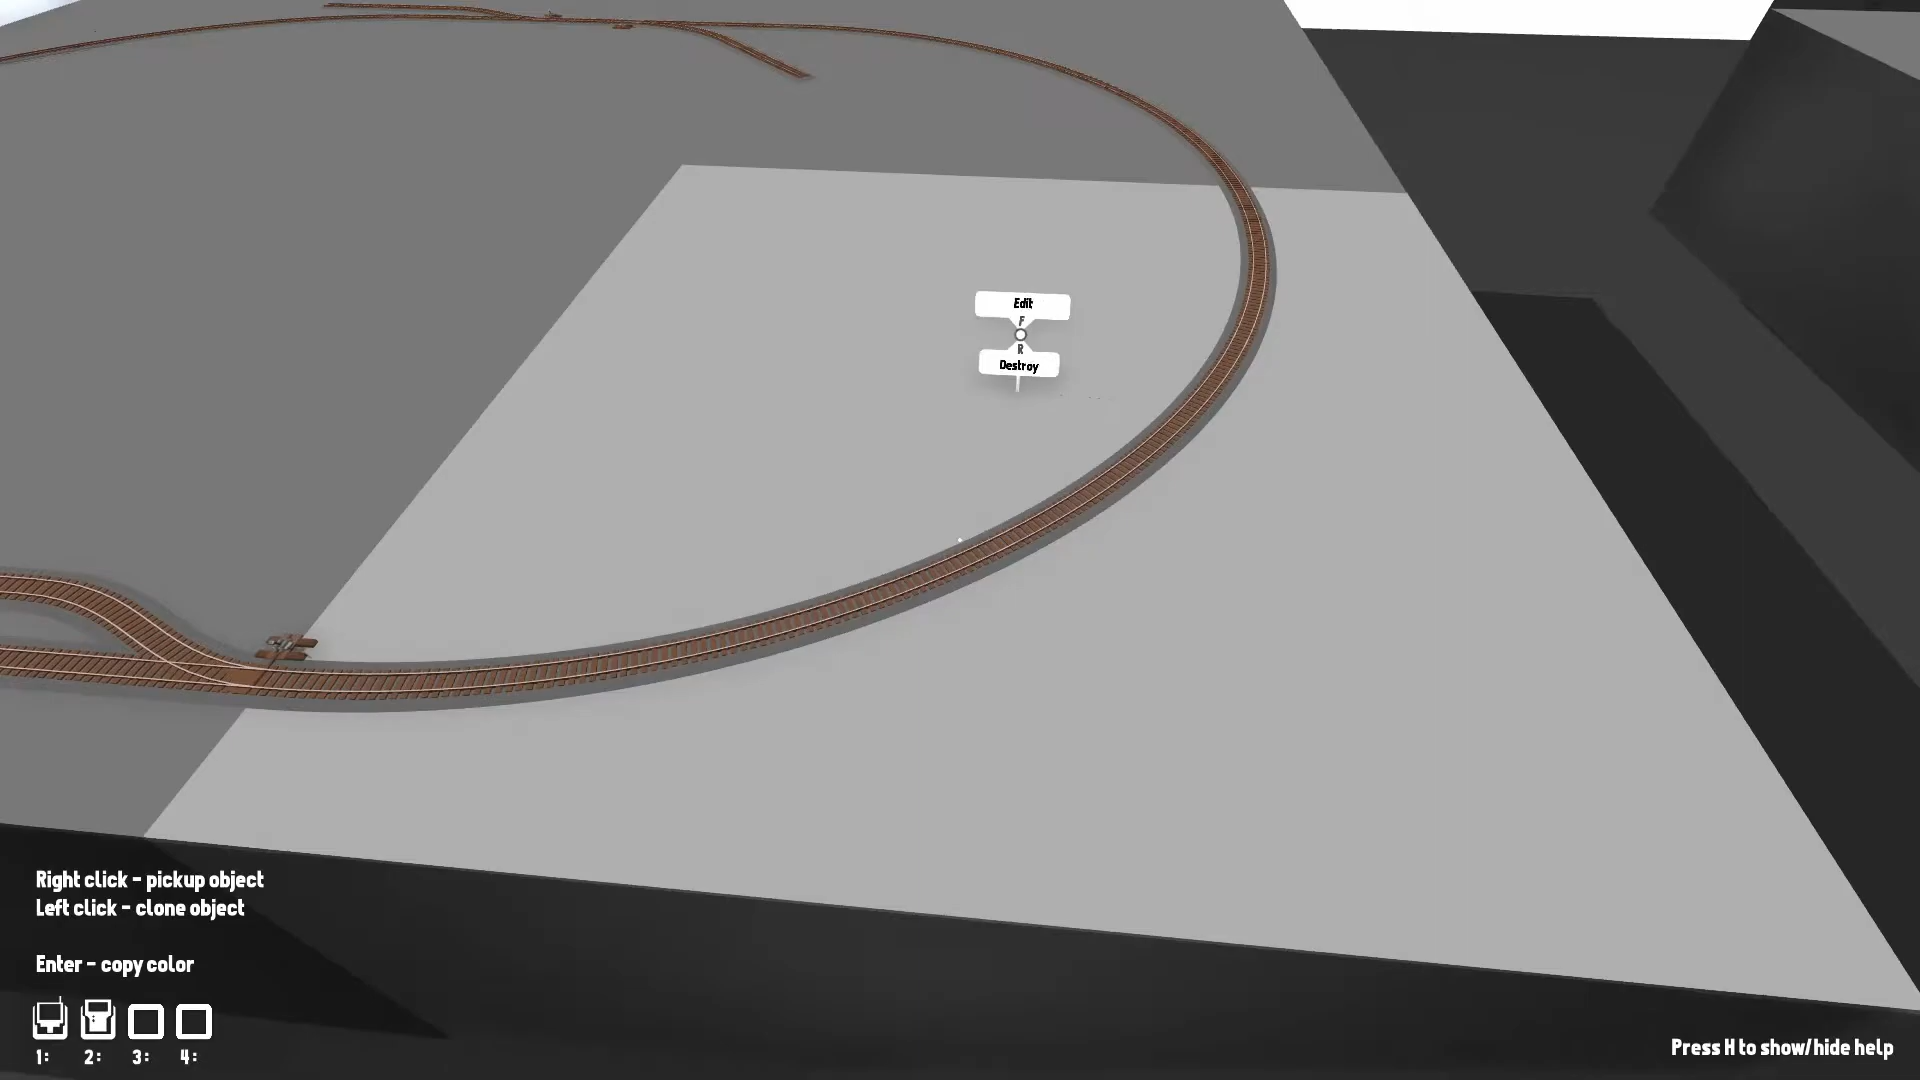 Edit
F
R
Destroy
Right click - pickup object
Left click - clone object
Enter - copy color
1: 2: 3: 4:
Press H to show/hide help